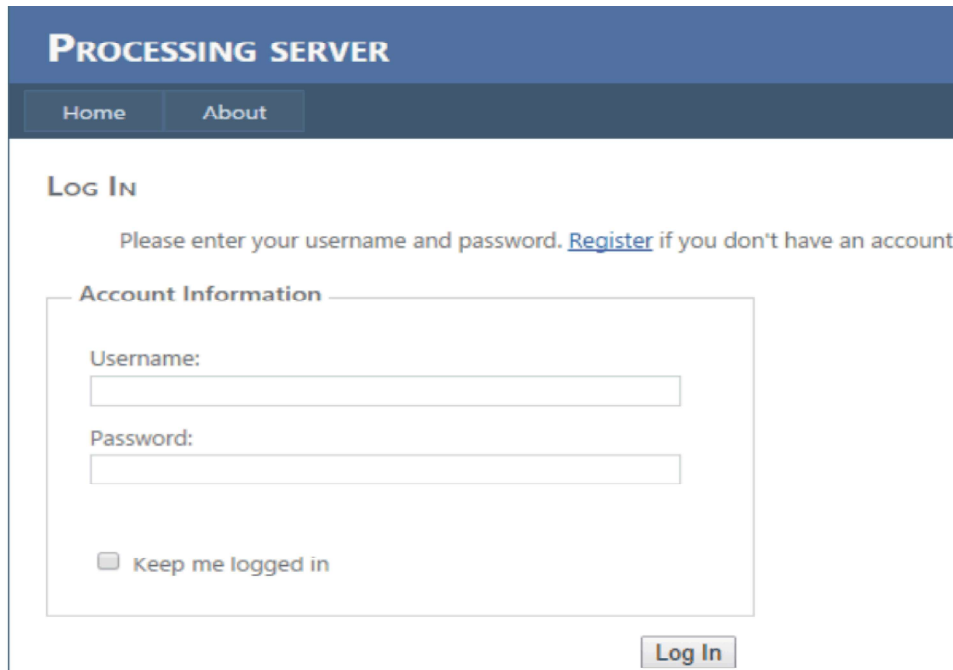 PROCESSING SERVER
Home About
LOG IN
Please enter your username and password. Register if you don't have an account
Account Information
Username:
Password:
Keep me logged in
Log In